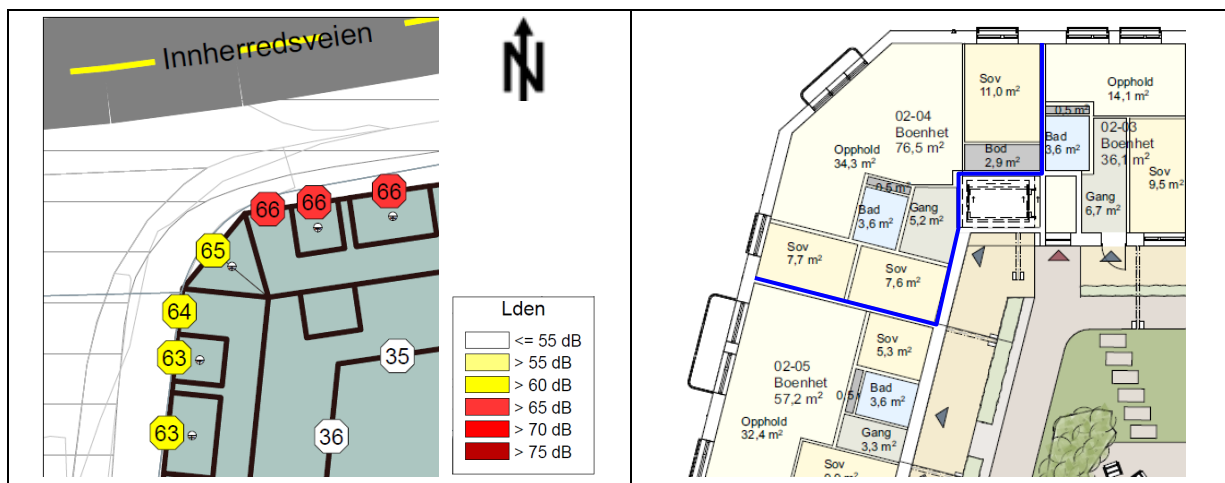 Innherredsveien
N
66
66
66
65
64
63
63
35
36
Lden
<= 55 dB
> 55 dB
> 60 dB
> 65 dB
> 70 dB
> 75 dB
Sov
11,0 m²
Opphold
14,1 m²
02-04
Boenhet
76,5 m²
0,5 m²
02-03
Boenhet
36,1 m²
Bad
3,6 m²
Opphold
34,3 m²
Bod
2,9 m²
Sov
9,5 m²
0,5 m²
Bad
3,6 m²
Gang
5,2 m²
Gang
6,7 m²
Sov
7,7 m²
Sov
7,6 m²
Sov
5,3 m²
02-05
Boenhet
57,2 m²
0,5
Bad
3,6 m²
Opphold
32,4 m²
Gang
3,3 m²
Sov